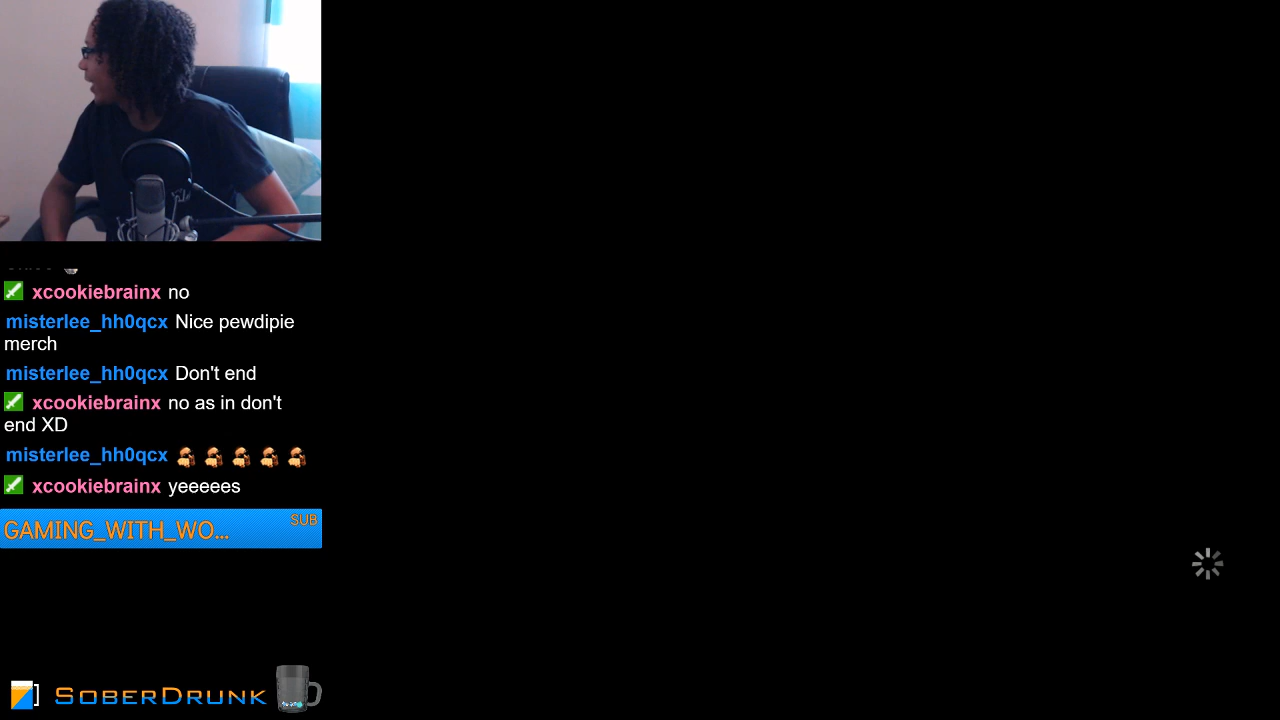 xcookiebrainx no
misterlee_hh0qcx Nice pewdipie
merch
misterlee_hh0qcx Don't end
xcookiebrainx no as in don't
end XD
misterlee_hh0qcx
xcookiebrainx yeeeees
GAMING_WITH_WO... SUB
SOBERDRUNK